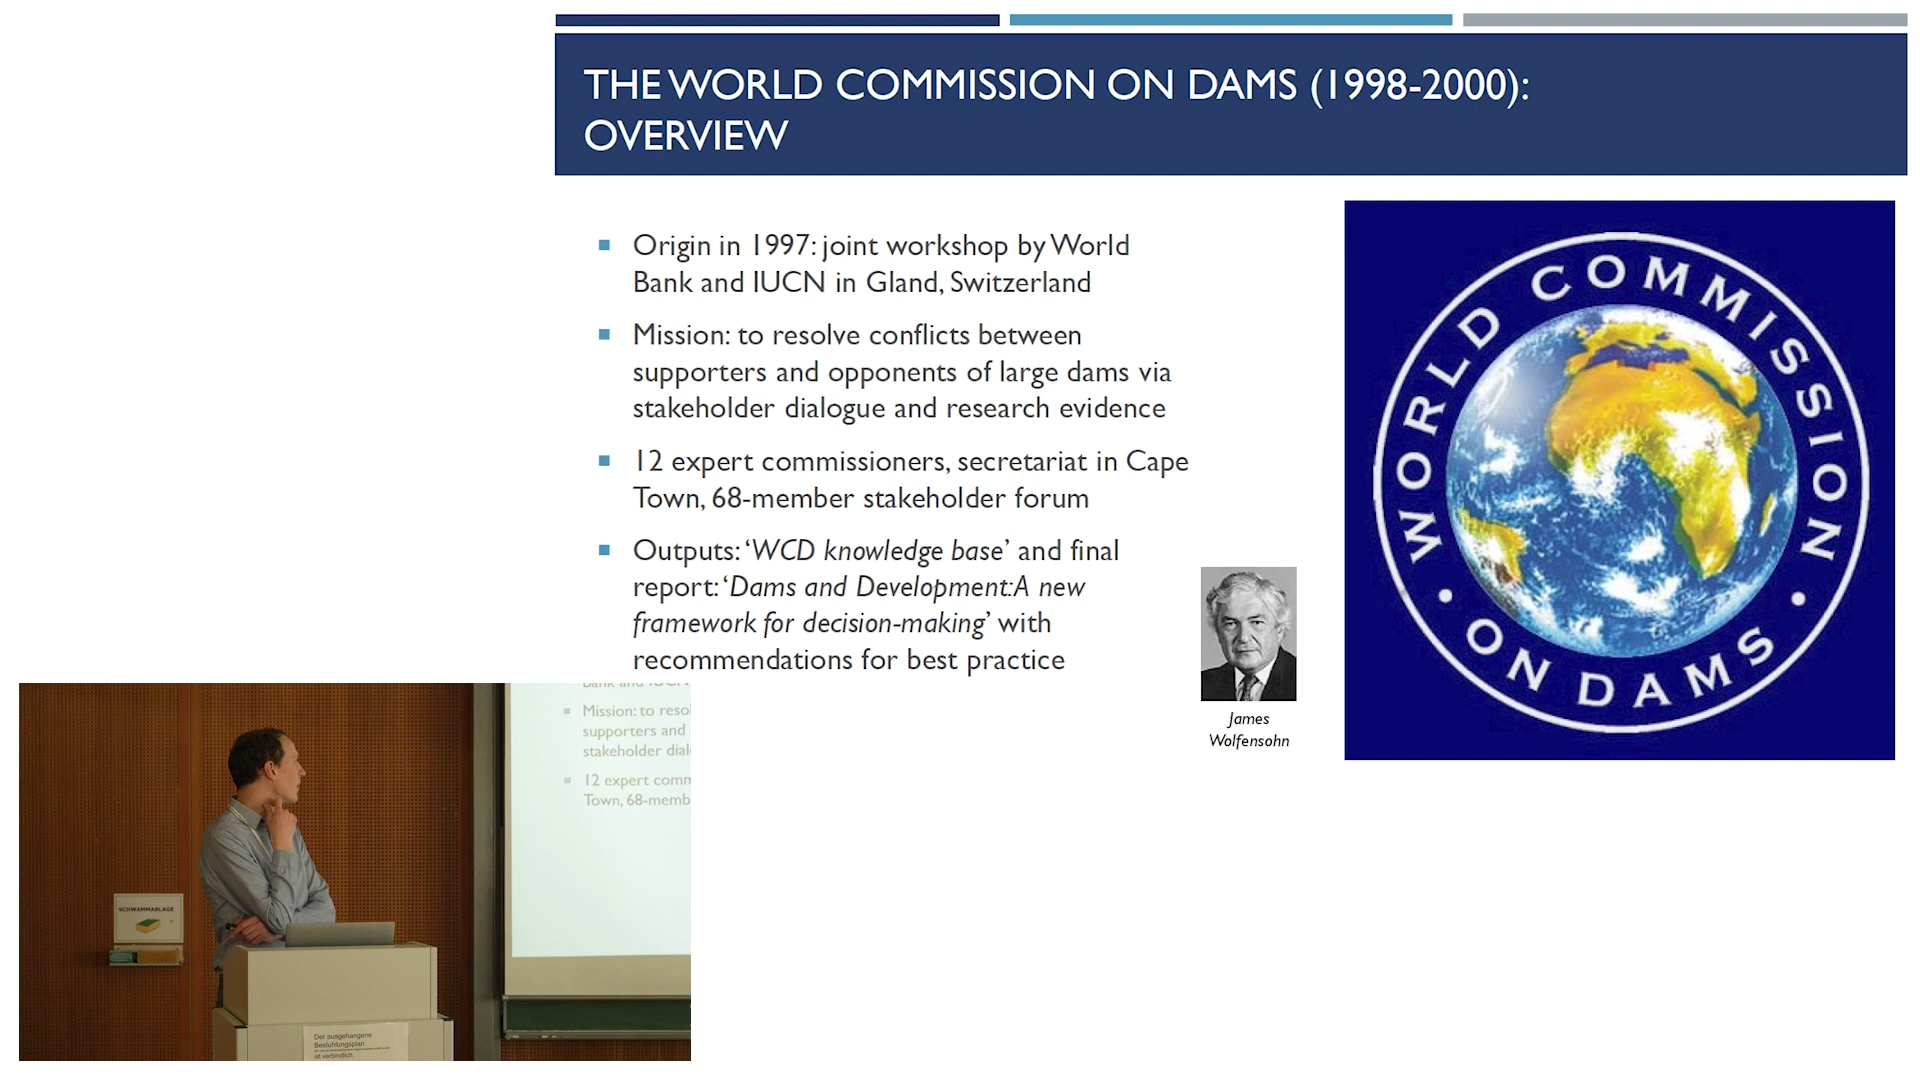 THE WORLD COMMISSION ON DAMS (1998-2000):
OVERVIEW
Origin in 1997: joint workshop by World
Bank and IUCN in Gland, Switzerland
Mission: to resolve conflicts between
supporters and opponents of large dams via
stakeholder dialogue and research evidence
12 expert commissioners, secretariat in Cape
Town, 68-member stakeholder forum
Outputs: ‘WCD knowledge base’ and final
report: ‘Dams and Development: A new
framework for decision-making’ with
recommendations for best practice
James
Wolfensohn
WORLD COMMISSION
• ON DAMS •
Bank and IUCN
Mission: to resol
supporters and
stakeholder dial
12 expert comm
Town, 68-memb
SCHWAMMABLAGE
Der ausgehangene
Bestuhlungsplan
ist verbindlich.